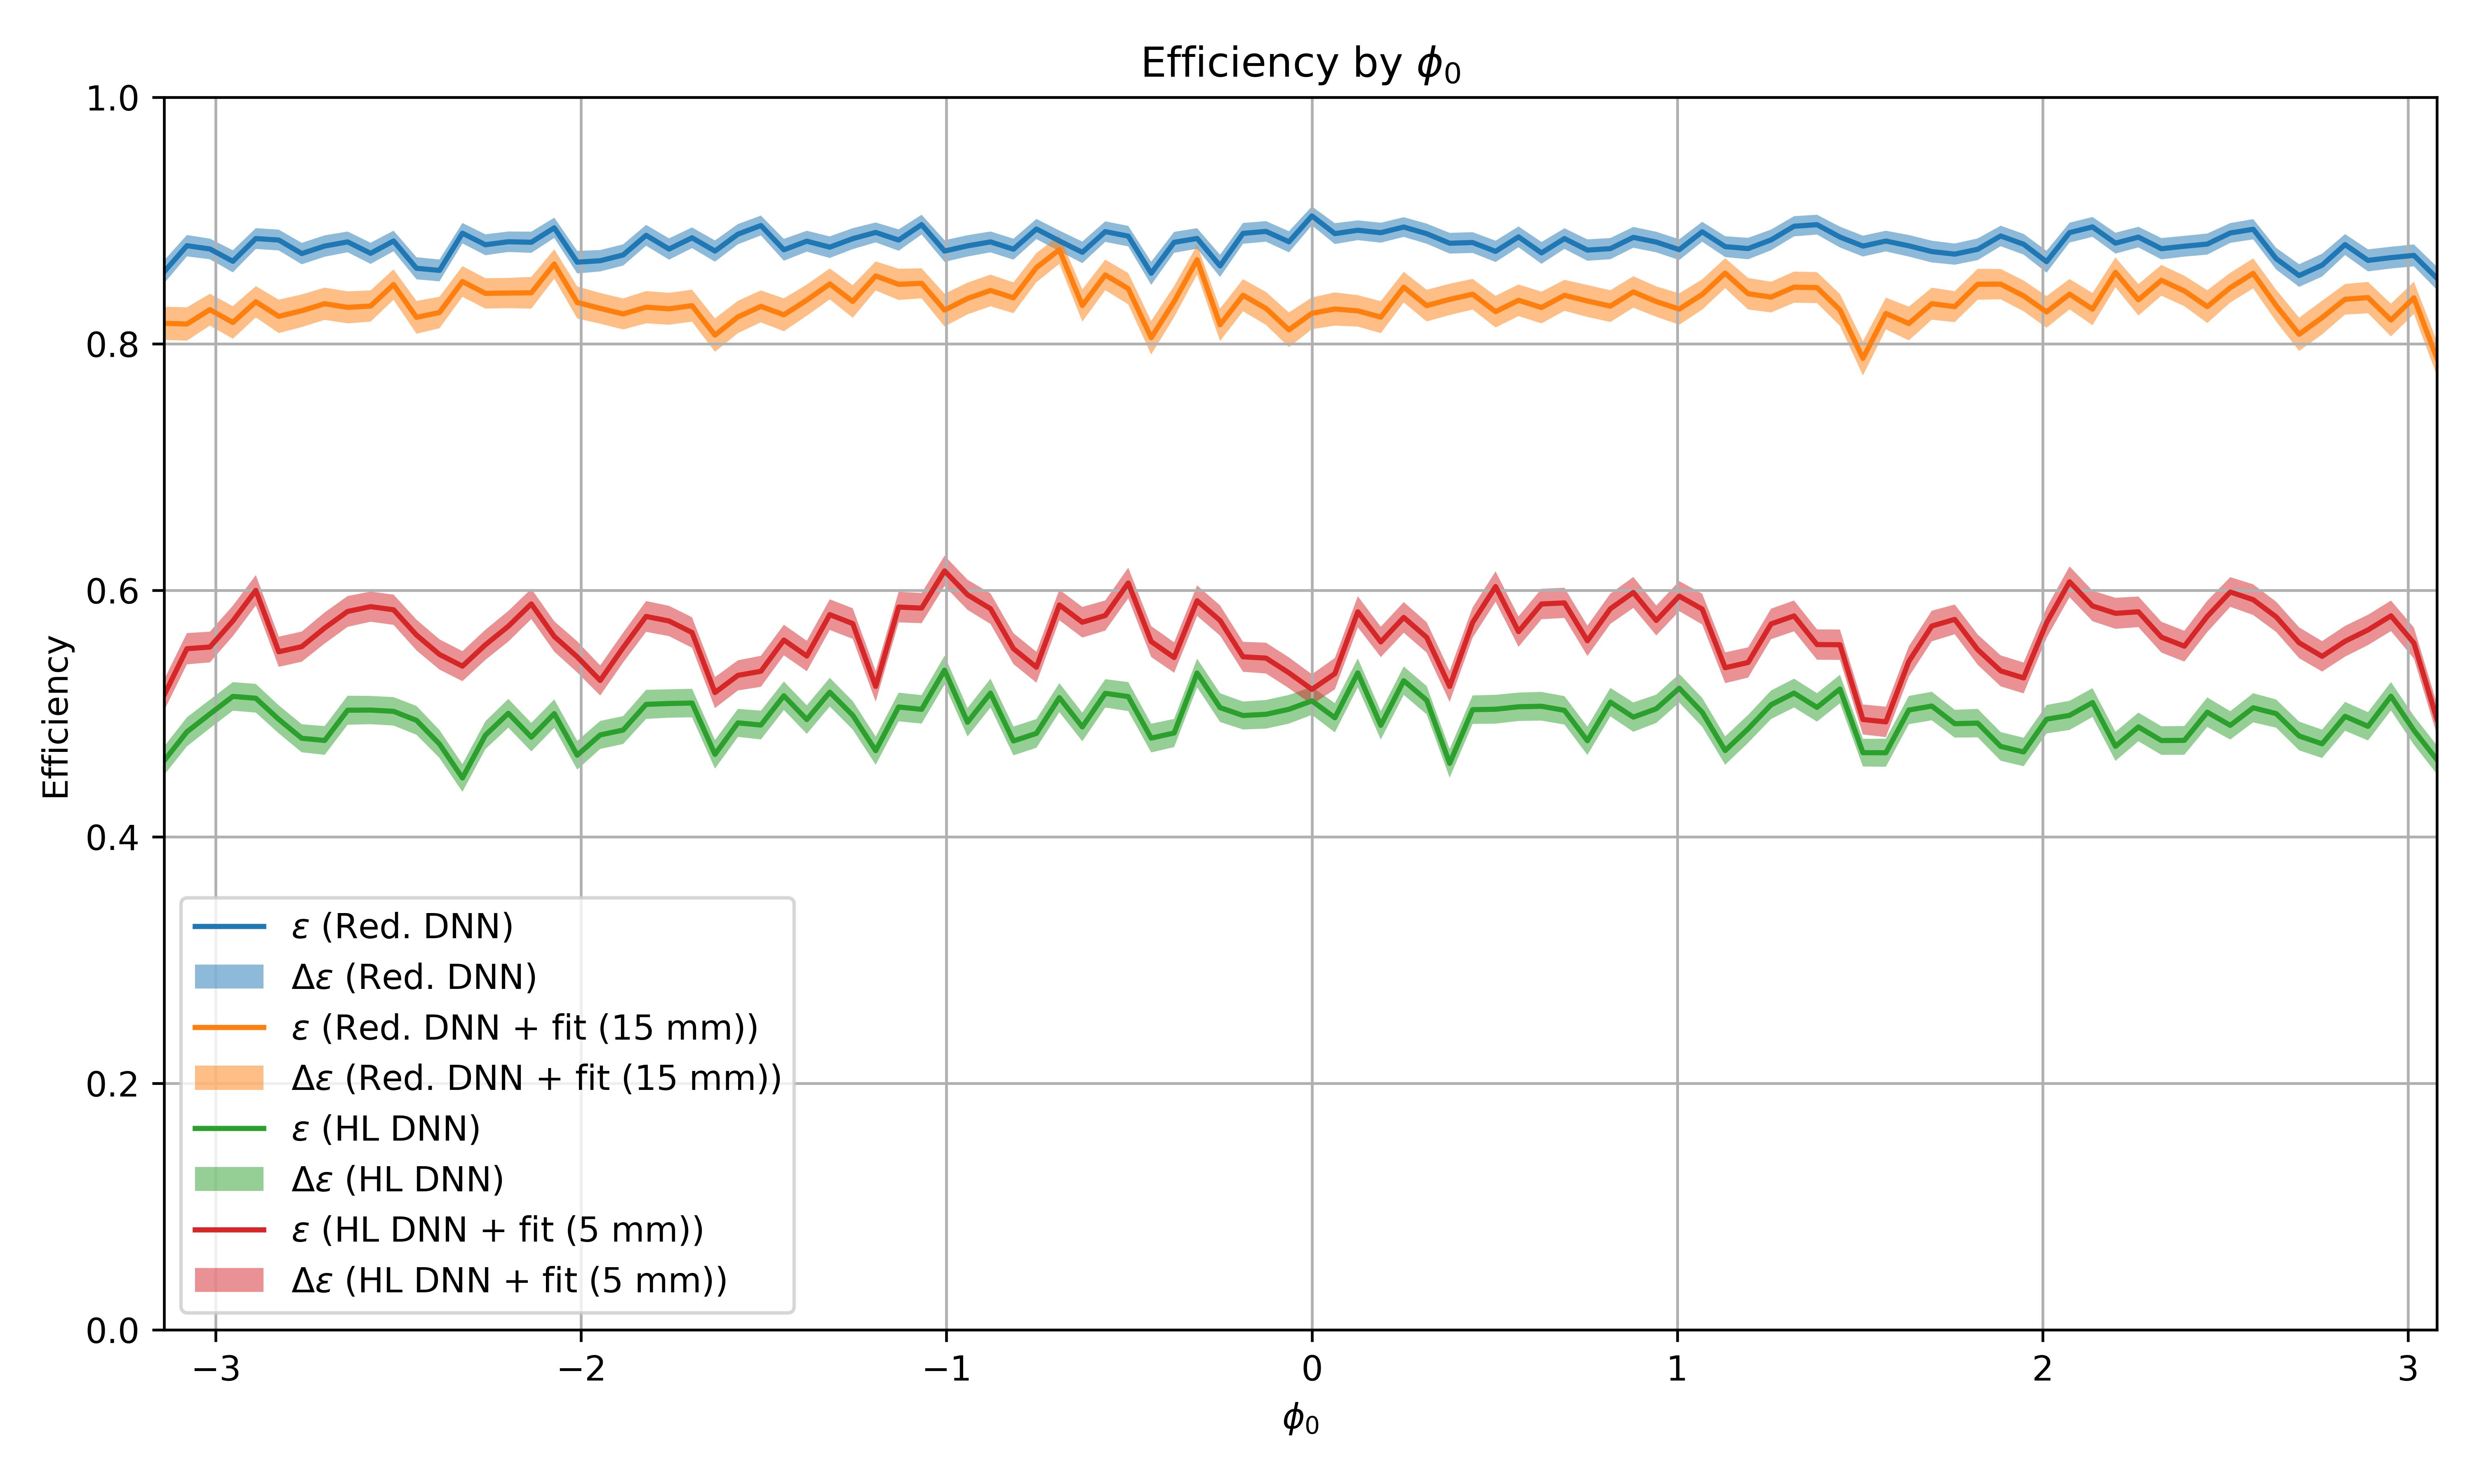 Efficiency by ϕ₀
1.0
0.8
0.6
0.4
0.2
0.0
Efficiency
ε (Red. DNN)
Δε (Red. DNN)
ε (Red. DNN + fit (15 mm))
Δε (Red. DNN + fit (15 mm))
ε (HL DNN)
Δε (HL DNN)
ε (HL DNN + fit (5 mm))
Δε (HL DNN + fit (5 mm))
−3 −2 −1 0 1 2 3
ϕ₀